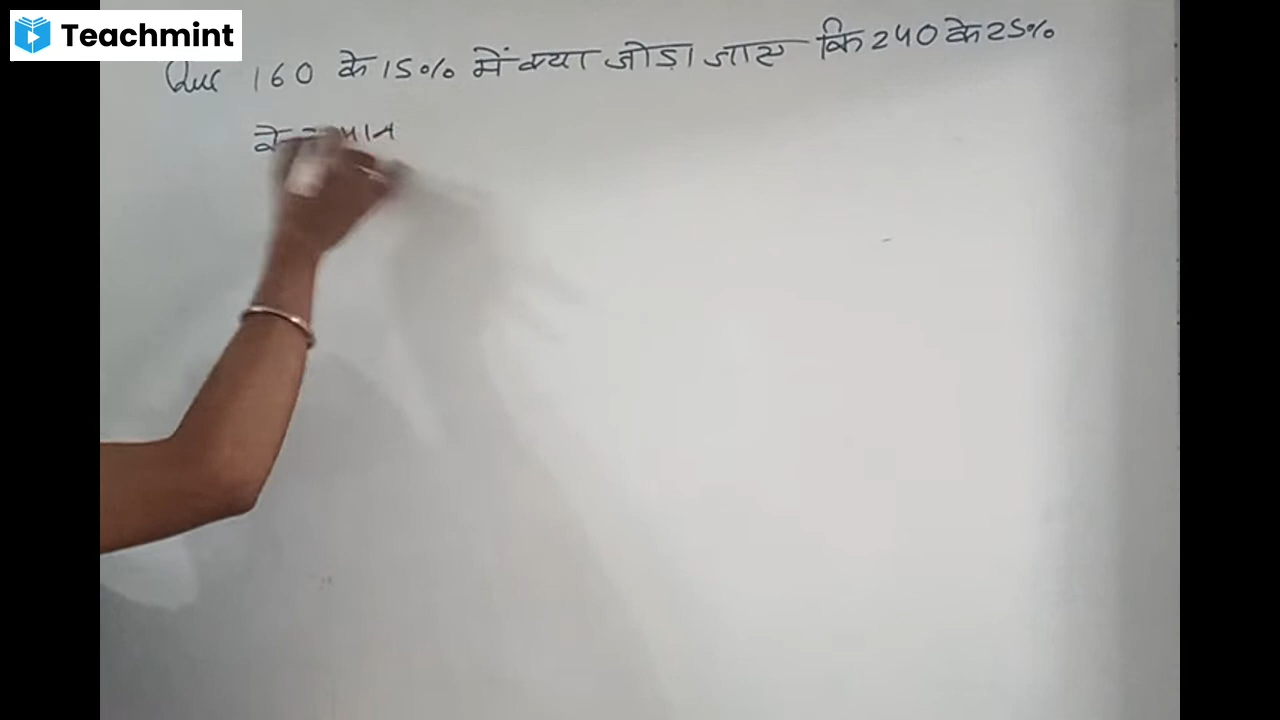 Teachmint
Que 160 के 15% में क्या जोड़ा जाए कि 240 के 25%
के